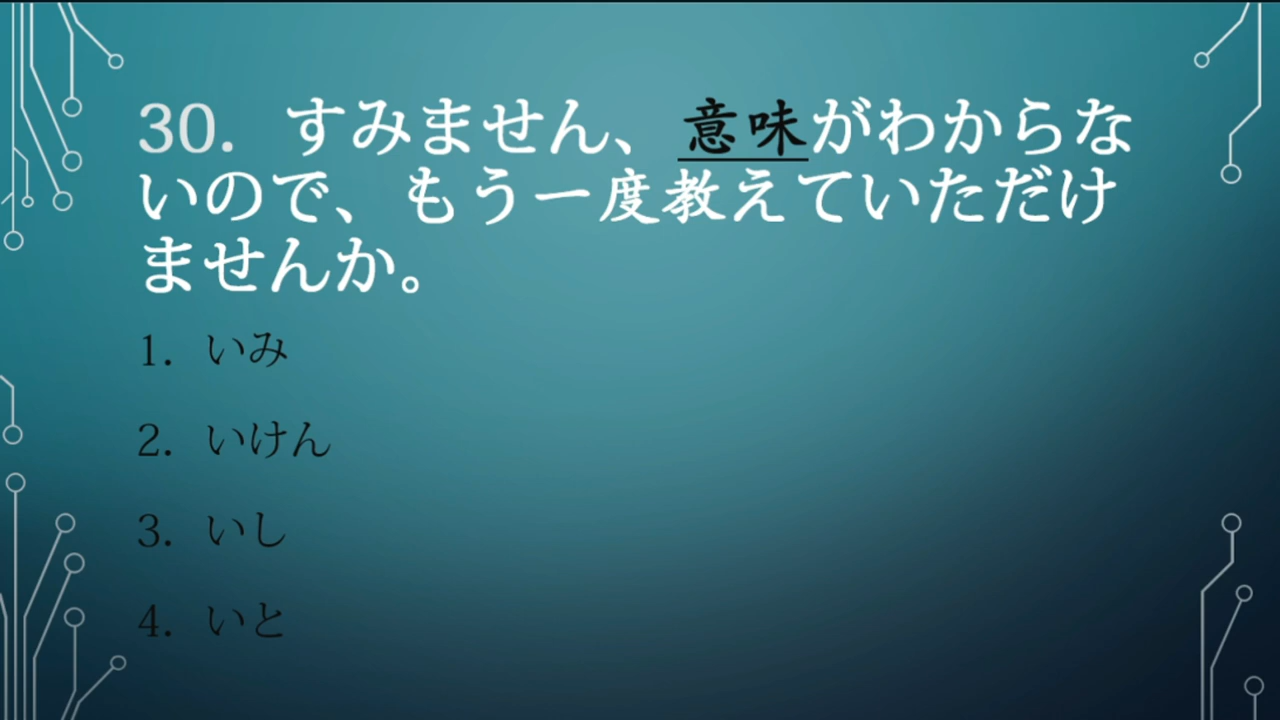 30.　すみません、意味がわからな
いので、もう一度教えていただけ
ませんか。
1.　いみ
2.　いけん
3.　いし
4.　いと